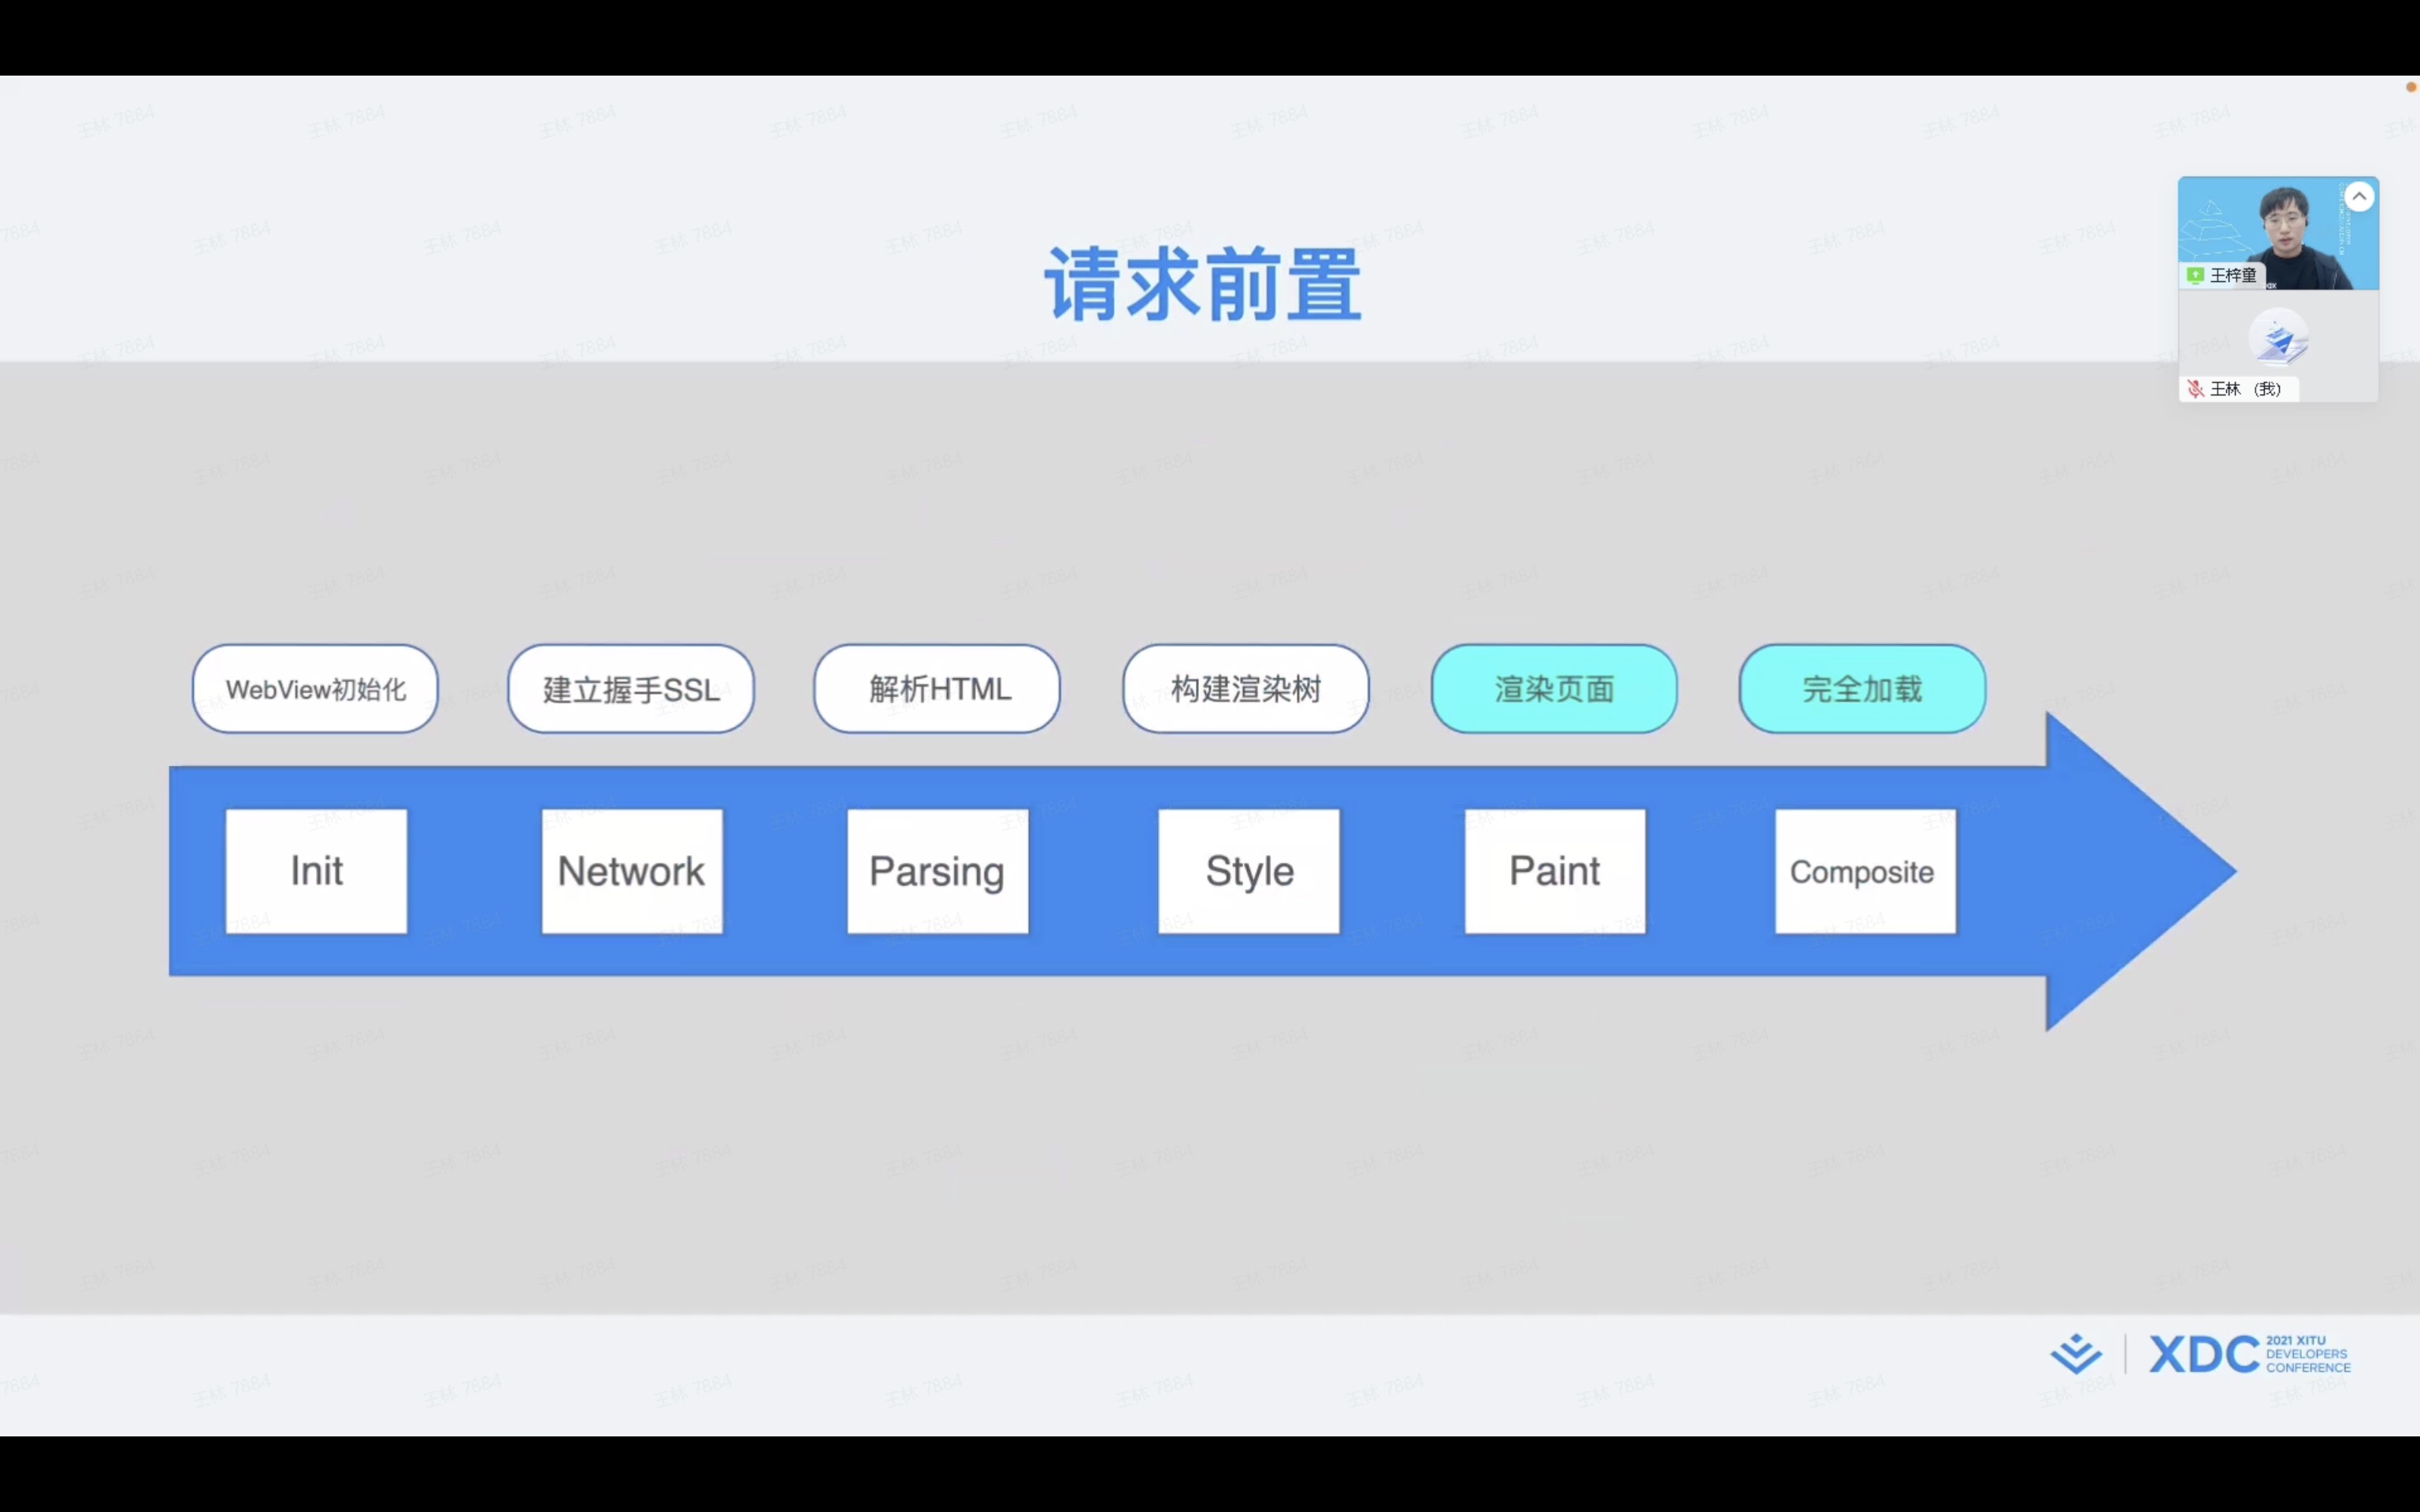 请求前置
王梓童
王林 (我)
WebView初始化
建立握手SSL
解析HTML
构建渲染树
渲染页面
完全加载
Init
Network
Parsing
Style
Paint
Composite
XDC
2021 XITU
DEVELOPERS
CONFERENCE
王林 7884